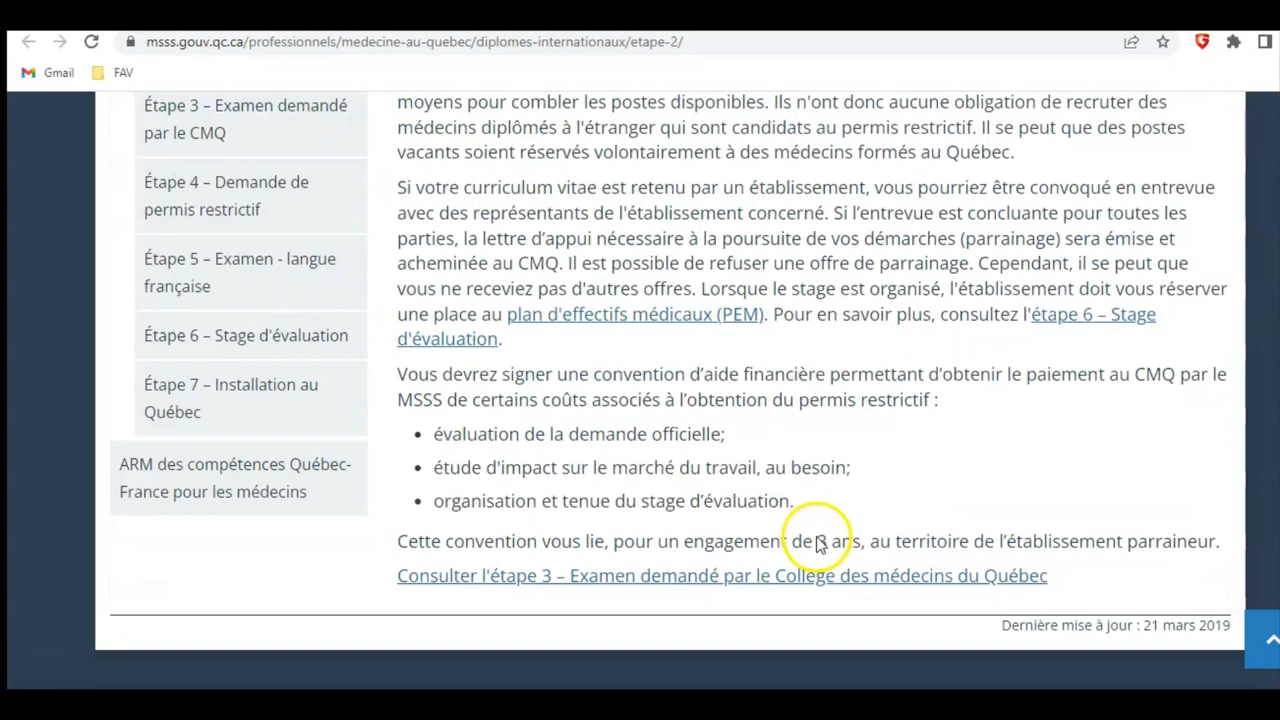 msss.gouv.qc.ca/professionnels/medecine-au-quebec/diplomes-internationaux/etape-2/
Gmail
FAV
Étape 3 – Examen demandé
par le CMQ
Étape 4 – Demande de
permis restrictif
Étape 5 – Examen - langue
française
Étape 6 – Stage d'évaluation
Étape 7 – Installation au
Québec
ARM des compétences Québec-
France pour les médecins
moyens pour combler les postes disponibles. Ils n'ont donc aucune obligation de recruter des
médecins diplômés à l'étranger qui sont candidats au permis restrictif. Il se peut que des postes
vacants soient réservés volontairement à des médecins formés au Québec.
Si votre curriculum vitae est retenu par un établissement, vous pourriez être convoqué en entrevue
avec des représentants de l'établissement concerné. Si l’entrevue est concluante pour toutes les
parties, la lettre d’appui nécessaire à la poursuite de vos démarches (parrainage) sera émise et
acheminée au CMQ. Il est possible de refuser une offre de parrainage. Cependant, il se peut que
vous ne receviez pas d'autres offres. Lorsque le stage est organisé, l'établissement doit vous réserver
une place au plan d'effectifs médicaux (PEM). Pour en savoir plus, consultez l'étape 6 – Stage
d'évaluation.
Vous devrez signer une convention d’aide financière permettant d’obtenir le paiement au CMQ par le
MSSS de certains coûts associés à l’obtention du permis restrictif :
• évaluation de la demande officielle;
• étude d'impact sur le marché du travail, au besoin;
• organisation et tenue du stage d’évaluation.
Cette convention vous lie, pour un engagement de ans, au territoire de l’établissement parraineur.
Consulter l'étape 3 – Examen demandé par le Collège des médecins du Québec
Dernière mise à jour : 21 mars 2019